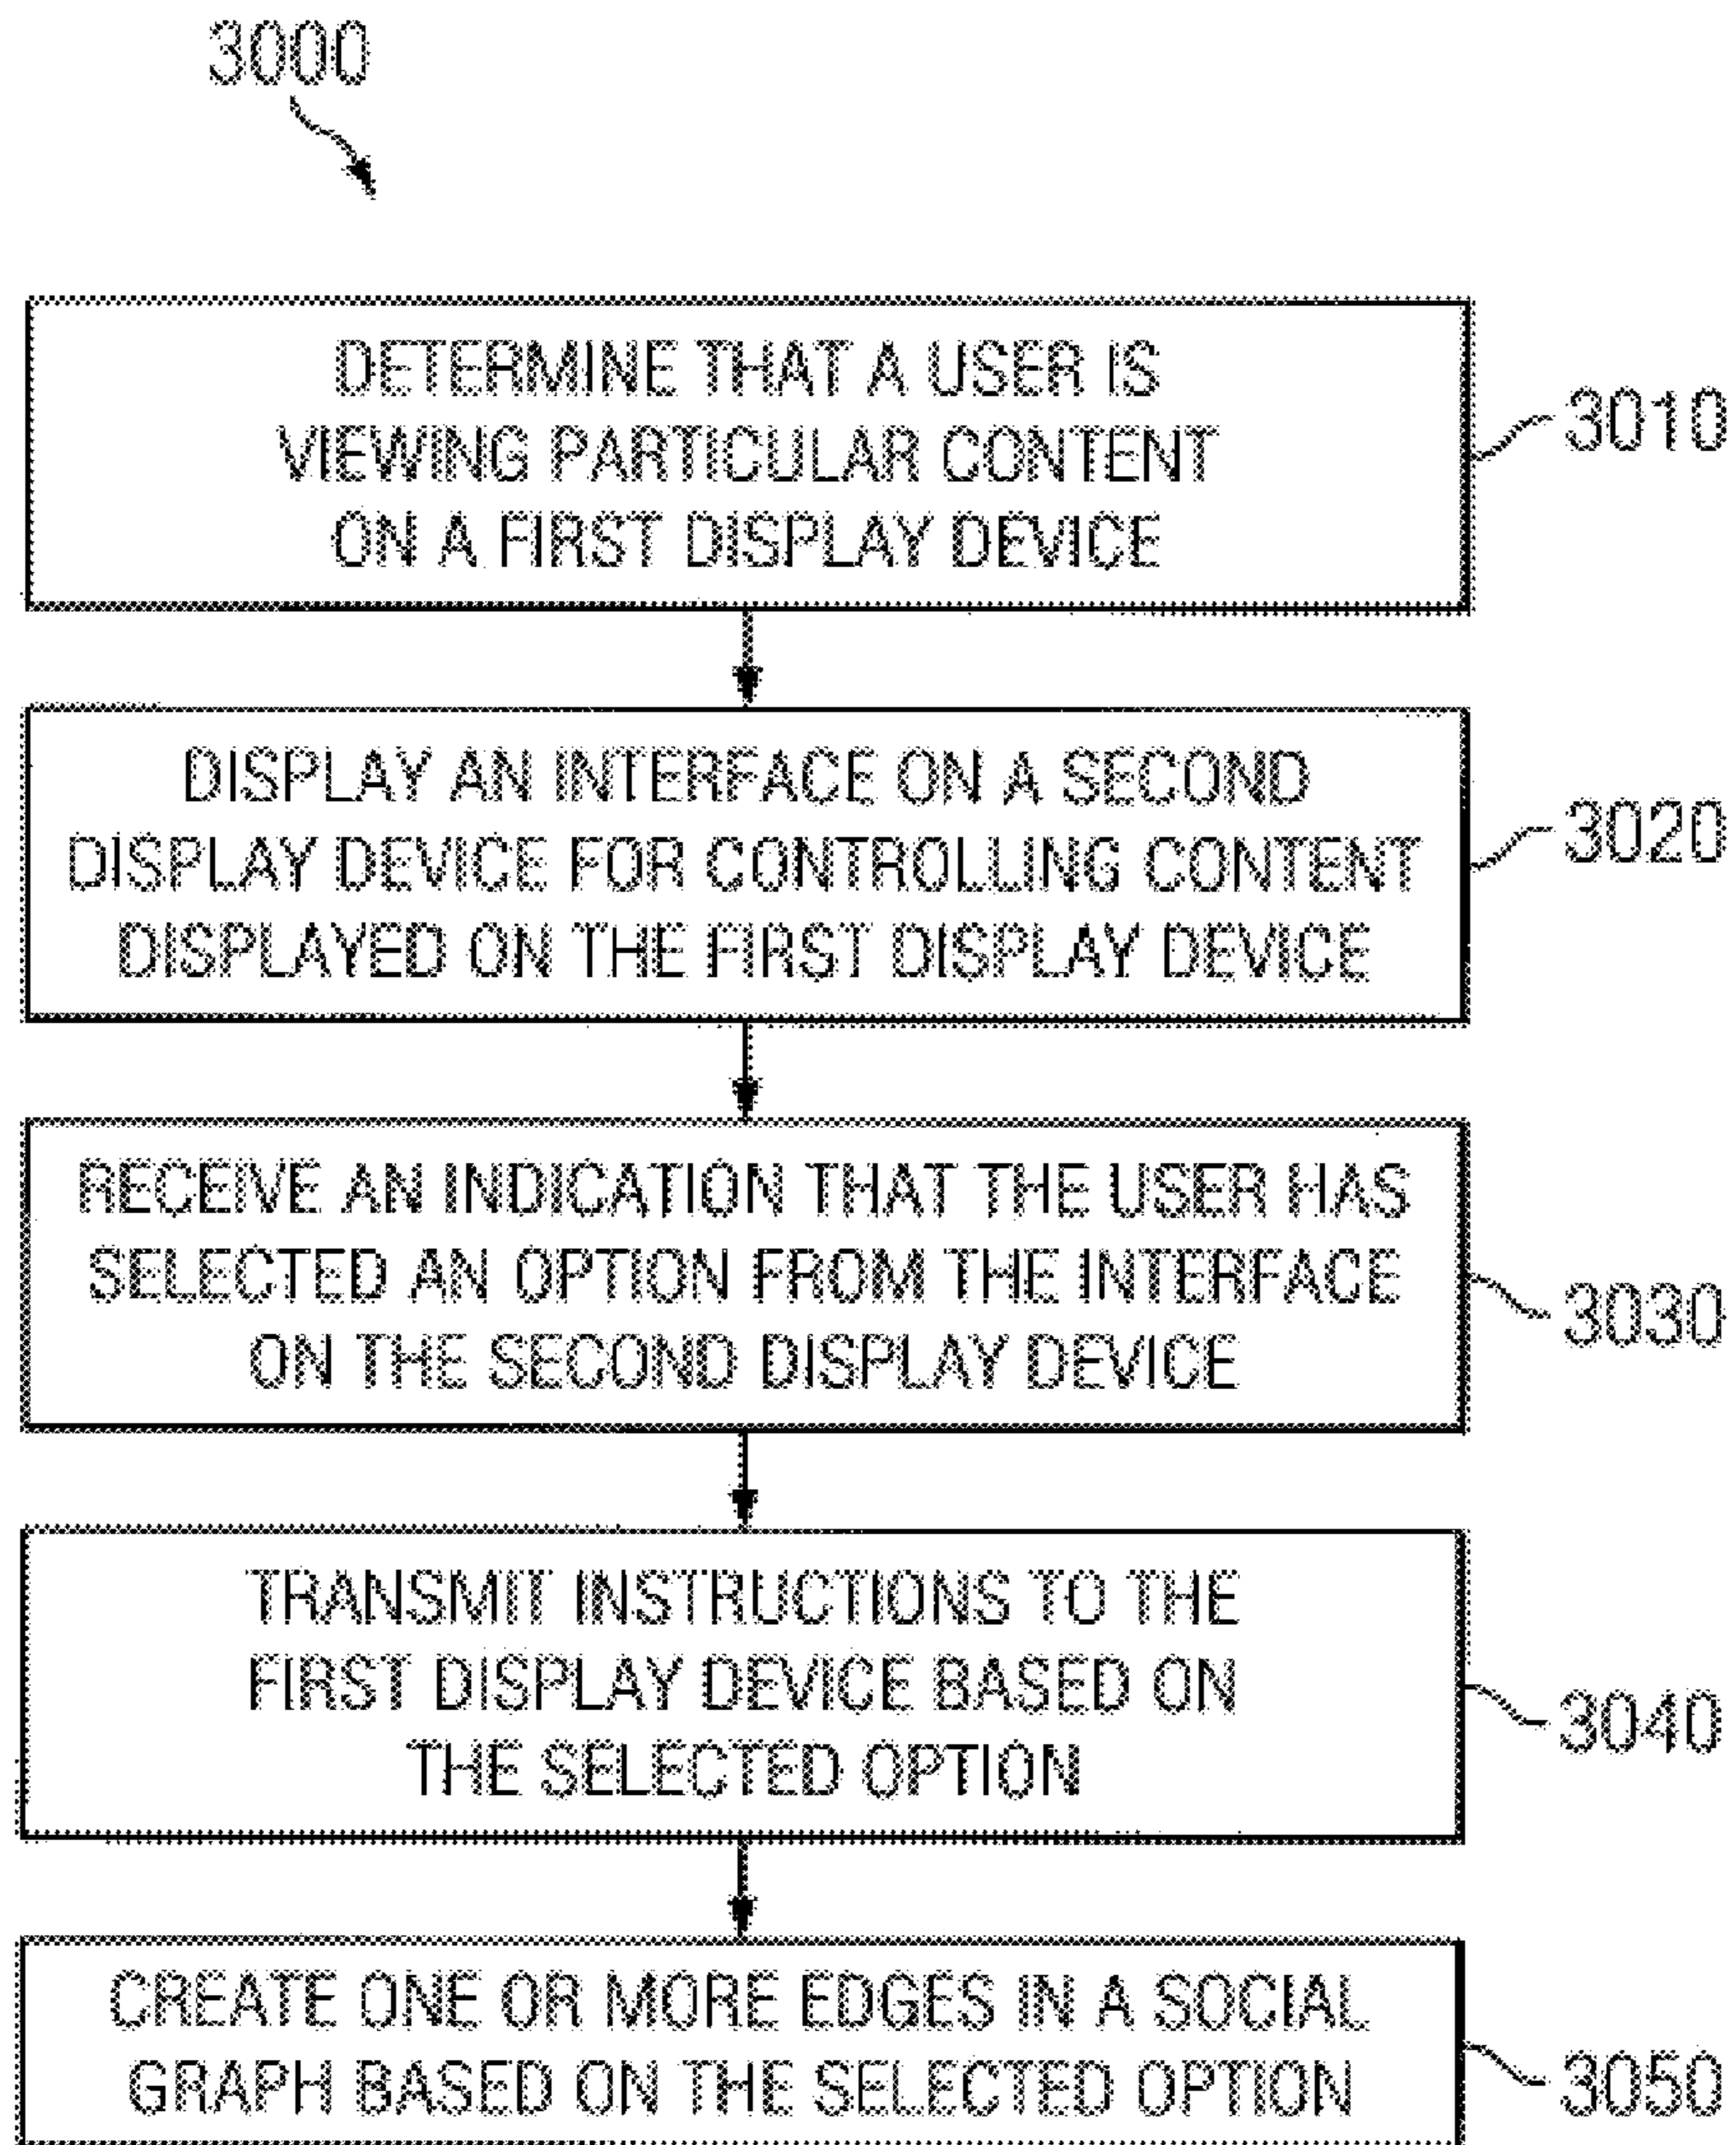 3000
DETERMINE THAT A USER IS
VIEWING PARTICULAR CONTENT
ON A FIRST DISPLAY DEVICE
3010
DISPLAY AN INTERFACE ON A SECOND
DISPLAY DEVICE FOR CONTROLLING CONTENT
DISPLAYED ON THE FIRST DISPLAY DEVICE
3020
RECEIVE AN INDICATION THAT THE USER HAS
SELECTED AN OPTION FROM THE INTERFACE
ON THE SECOND DISPLAY DEVICE
3030
TRANSMIT INSTRUCTIONS TO THE
FIRST DISPLAY DEVICE BASED ON
THE SELECTED OPTION
3040
CREATE ONE OR MORE EDGES IN A SOCIAL
GRAPH BASED ON THE SELECTED OPTION
3050